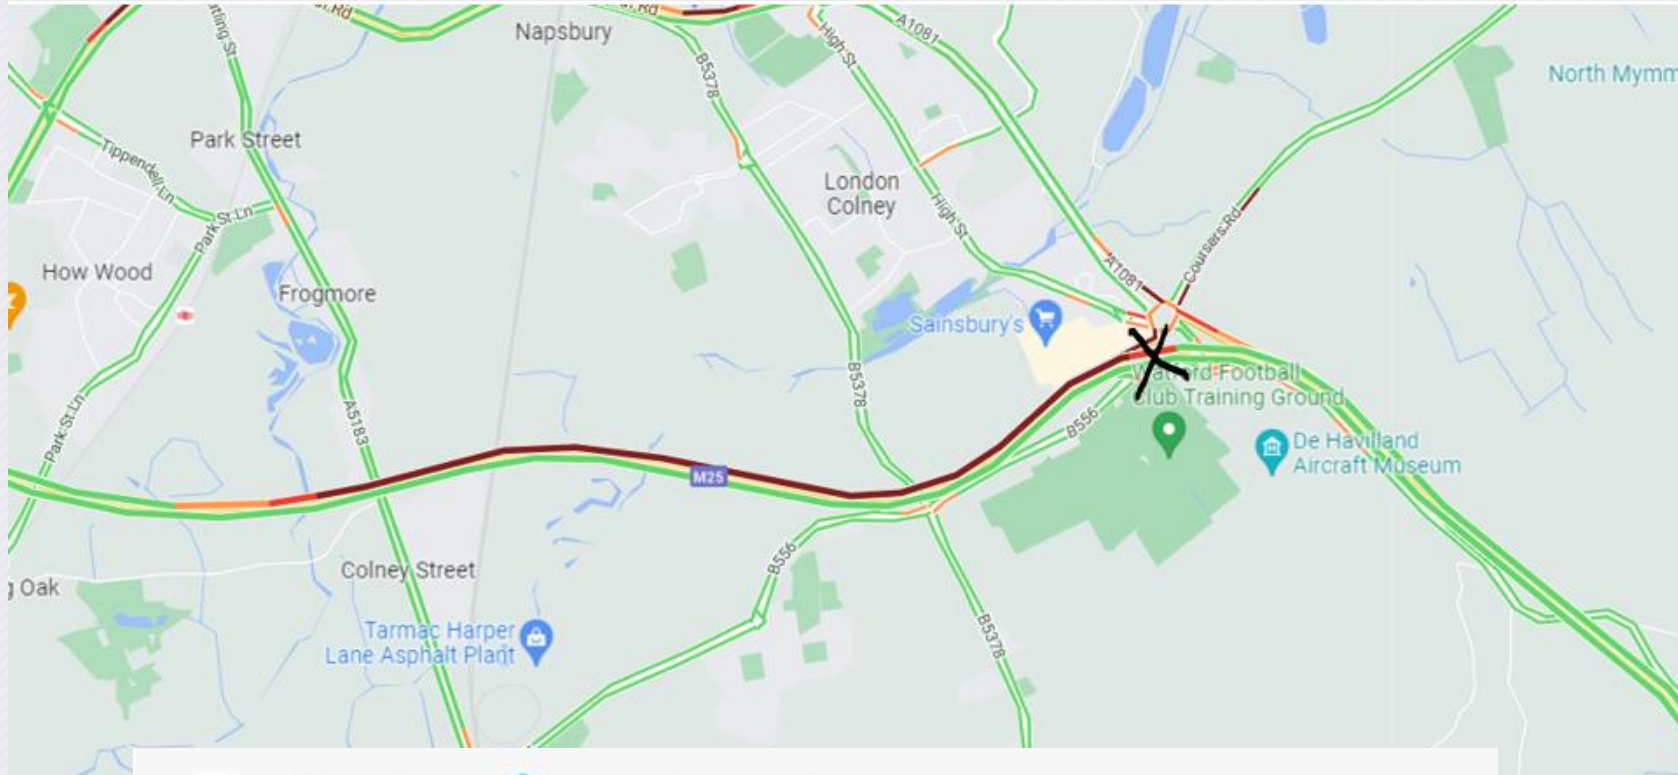 Napsbury
B5378
High St
A1081
North Mymm
Park Street
Tippendell Ln
Park St Ln
London
Colney
High St
How Wood
Frogmore
A1081
Coursers Rd
Sainsbury's
B5378
Watford Football
Club Training Ground
Park St Ln
A5183
B556
De Havilland
Aircraft Museum
M25
B556
Colney Street
g Oak
Tarmac Harper
Lane Asphalt Plant
B5378